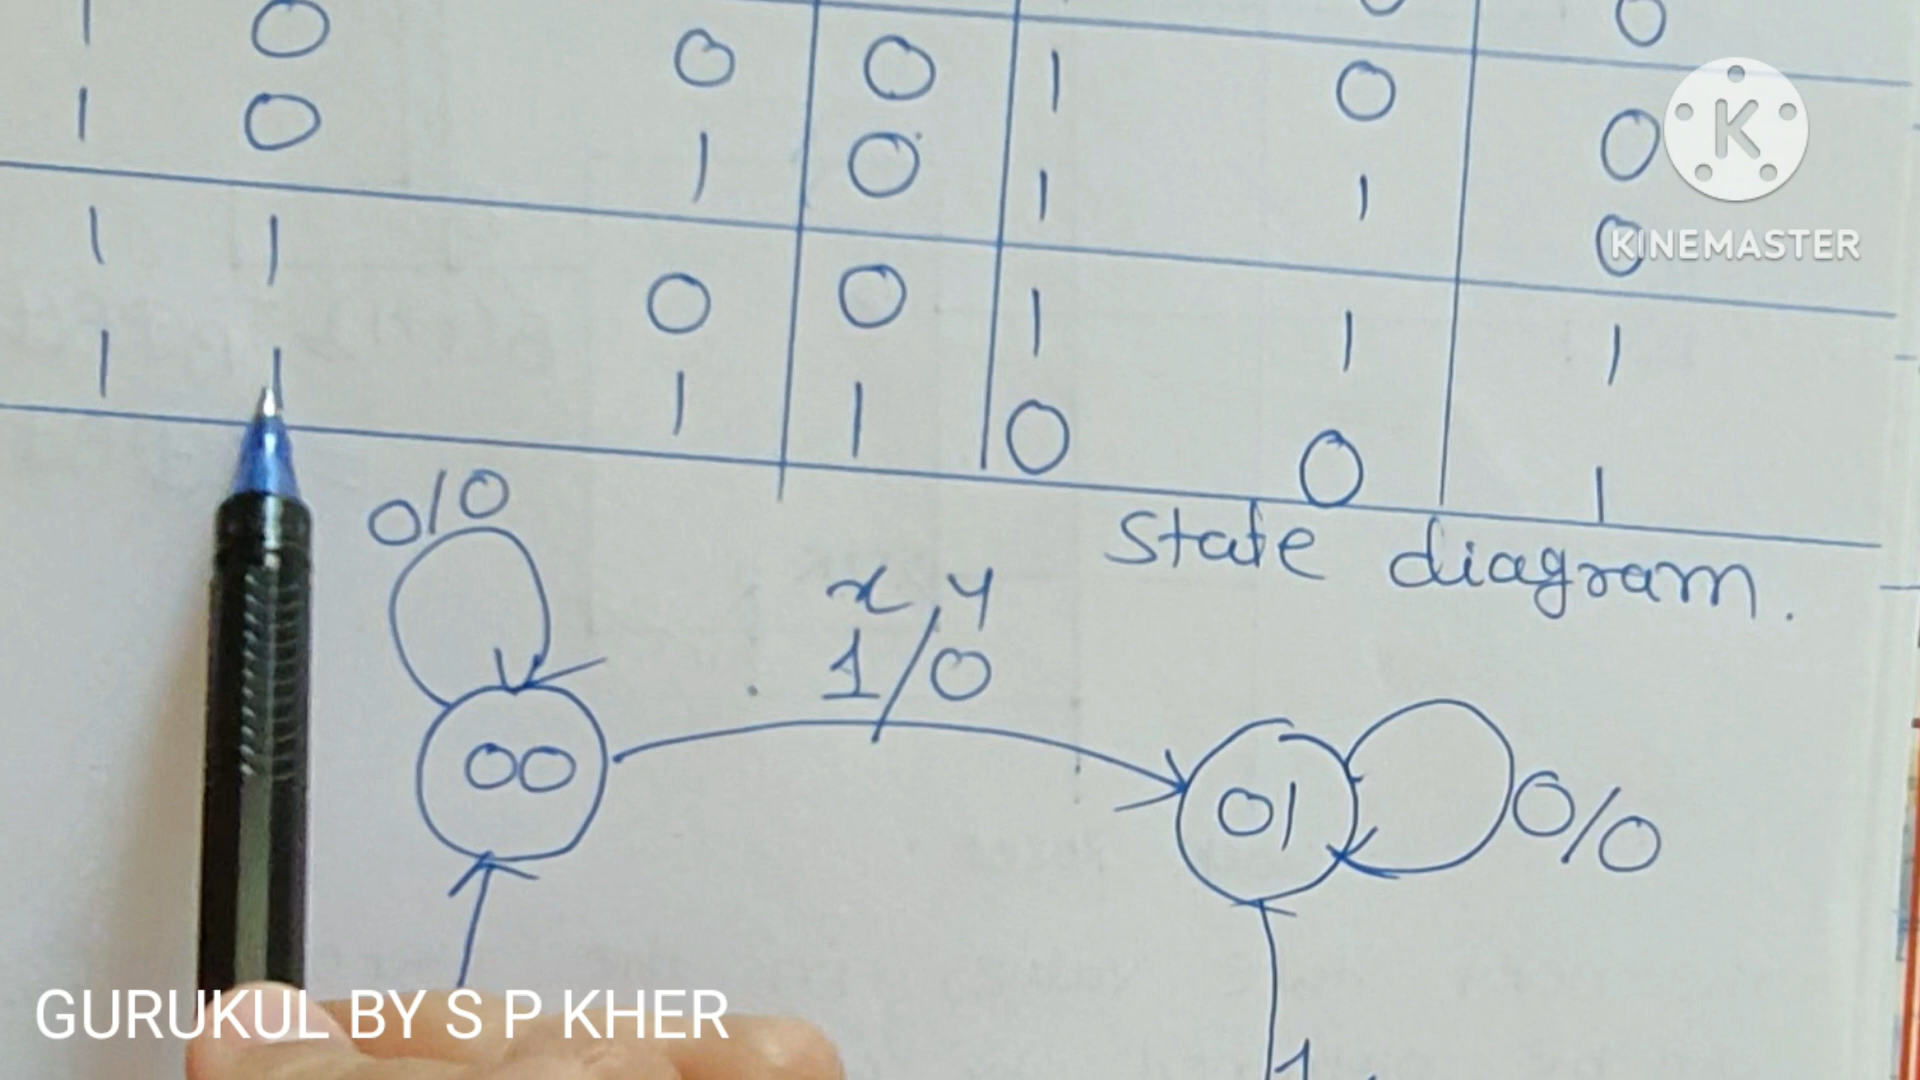 1 0 0 0 1 0 0
1 0 1 0 1 1 0
1 1 0 0 1 1 1
1 1 1 1 0 0 1
State diagram.
0/0
x, y
1/0
00
01
0/0
1
K
KINEMASTER
GURUKUL BY S P KHER